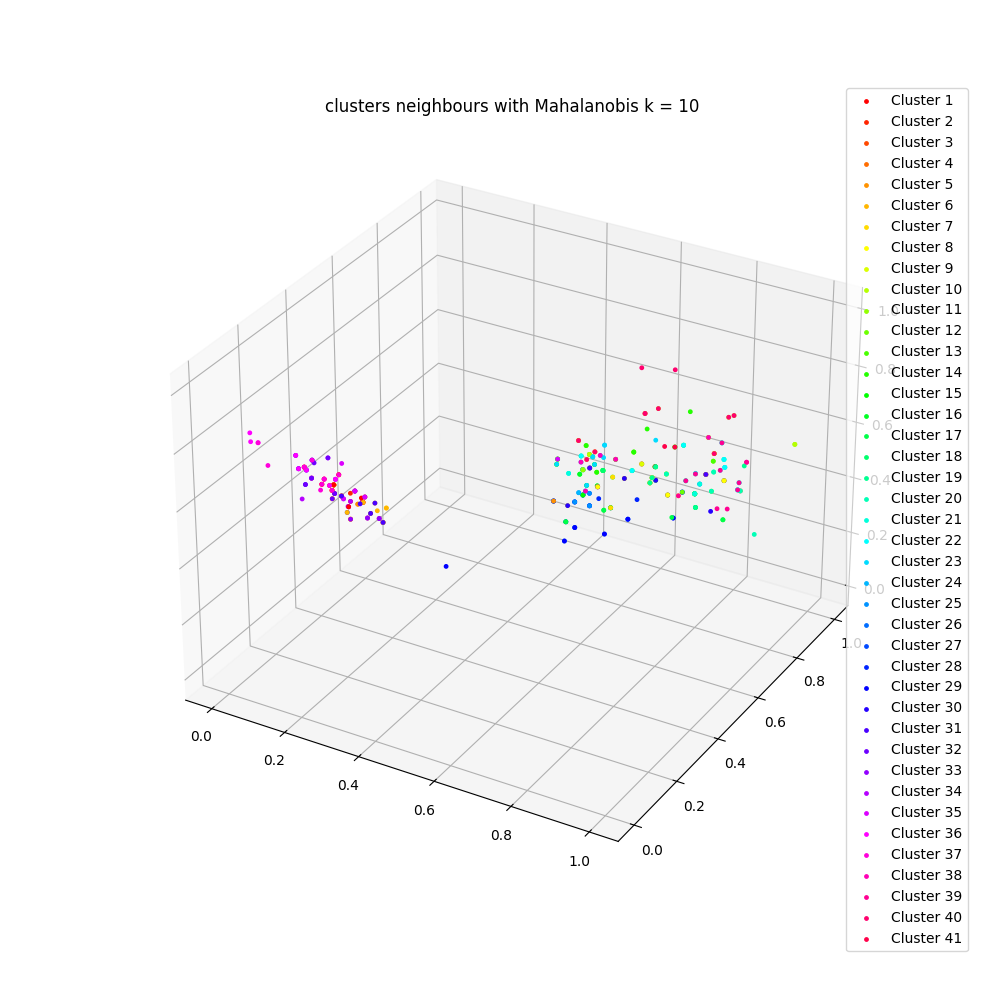 clusters neighbours with Mahalanobis k = 10
Cluster 1
Cluster 2
Cluster 3
Cluster 4
Cluster 5
Cluster 6
Cluster 7
Cluster 8
Cluster 9
Cluster 10
Cluster 11
Cluster 12
Cluster 13
Cluster 14
Cluster 15
Cluster 16
Cluster 17
Cluster 18
Cluster 19
Cluster 20
Cluster 21
Cluster 22
Cluster 23
Cluster 24
Cluster 25
Cluster 26
Cluster 27
Cluster 28
Cluster 29
Cluster 30
Cluster 31
Cluster 32
Cluster 33
Cluster 34
Cluster 35
Cluster 36
Cluster 37
Cluster 38
Cluster 39
Cluster 40
Cluster 41
0.0
0.2
0.4
0.6
0.8
1.0
0.0
0.2
0.4
0.6
0.8
1.0
0.0
0.2
0.4
0.6
0.8